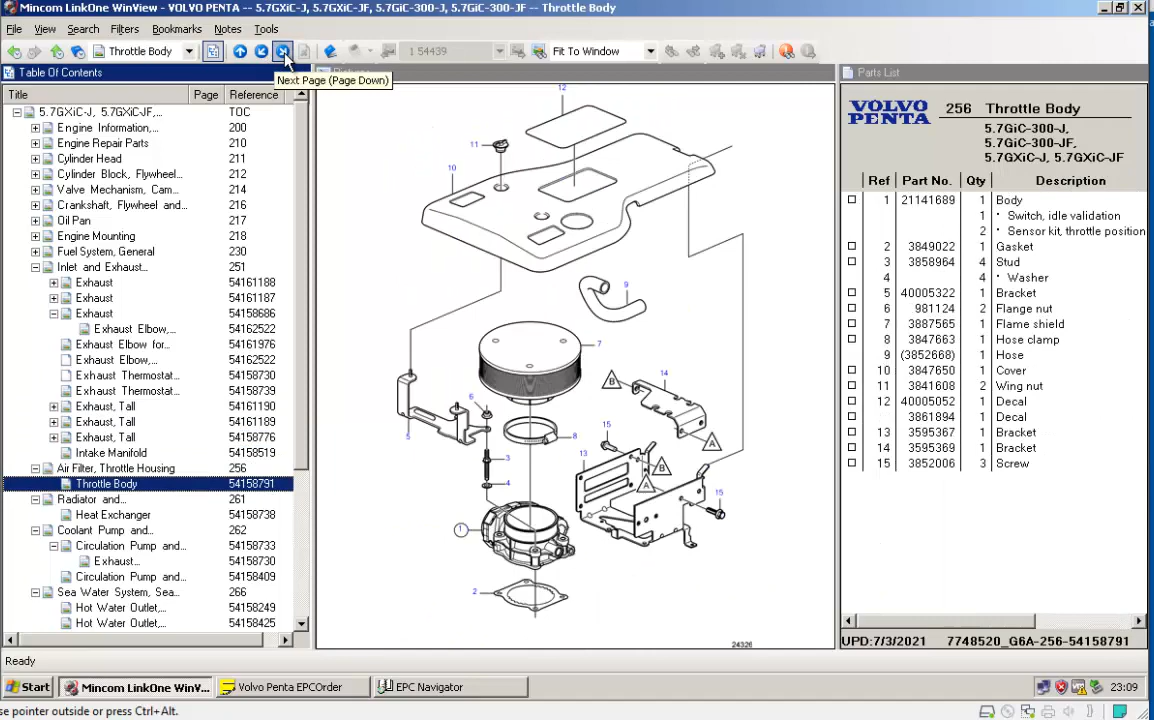 Mincom LinkOne WinView - VOLVO PENTA -- 5.7GXiC-J, 5.7GXiC-JF, 5.7GiC-300-J, 5.7GiC-300-JF -- Throttle Body
File View Search Filters Bookmarks Notes Tools
Throttle Body 1 54439 Fit To Window
Next Page (Page Down)
Table Of Contents
Title Page Reference
5.7GXiC-J, 5.7GXiC-JF,... TOC
Engine Information,... 200
Engine Repair Parts 210
Cylinder Head 211
Cylinder Block, Flywheel... 212
Valve Mechanism, Cam... 214
Crankshaft, Flywheel and... 216
Oil Pan 217
Engine Mounting 218
Fuel System, General 230
Inlet and Exhaust... 251
Exhaust 54161188
Exhaust 54161187
Exhaust 54158686
Exhaust Elbow,... 54162522
Exhaust Elbow for... 54161976
Exhaust Elbow,... 54162522
Exhaust Thermostat... 54158730
Exhaust Thermostat... 54158739
Exhaust, Tall 54161190
Exhaust, Tall 54161189
Exhaust, Tall 54158776
Intake Manifold 54158519
Air Filter, Throttle Housing 256
Throttle Body 54158791
Radiator and... 261
Heat Exchanger 54158738
Coolant Pump and... 262
Circulation Pump and... 54158733
Exhaust... 54158730
Circulation Pump and... 54158409
Sea Water System, Sea... 266
Hot Water Outlet,... 54158249
Hot Water Outlet,... 54158425
12
11
10
9
7
B
14
6
5
8
A
15
13
B
3
A
4
15
1
2
24326
Parts List
VOLVO PENTA 256 Throttle Body
5.7GiC-300-J,
5.7GiC-300-JF,
5.7GXiC-J, 5.7GXiC-JF
Ref Part No. Qty Description
1 21141689 1 Body
1 · Switch, idle validation
2 · Sensor kit, throttle position
2 3849022 1 Gasket
3 3858964 4 Stud
4 4 · Washer
5 40005322 1 Bracket
6 981124 2 Flange nut
7 3887565 1 Flame shield
8 3847663 1 Hose clamp
9 (3852668) 1 Hose
10 3847650 1 Cover
11 3841608 2 Wing nut
12 40005052 1 Decal
3861894 1 Decal
13 3595367 1 Bracket
14 3595369 1 Bracket
15 3852006 3 Screw
UPD:7/3/2021 7748520_G6A-256-54158791
Ready
Start Mincom LinkOne WinV... Volvo Penta EPCOrder EPC Navigator 23:09
se pointer outside or press Ctrl+Alt.